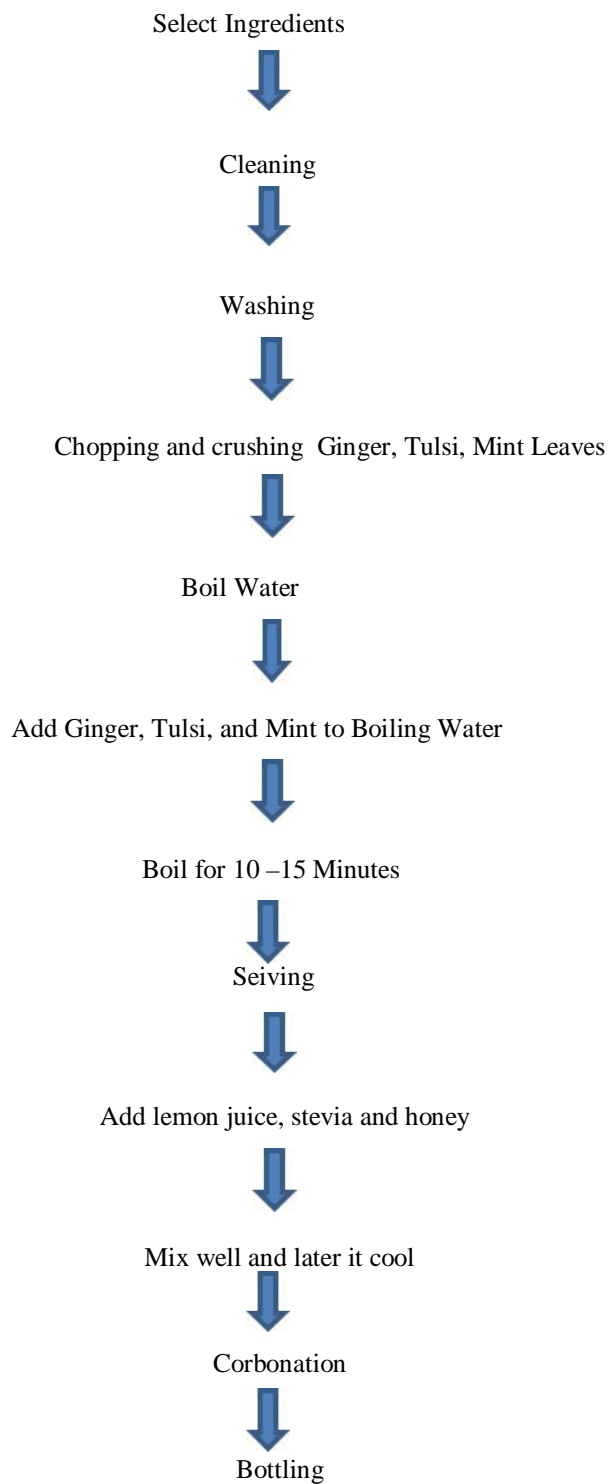 Select Ingredients
Cleaning
Washing
Chopping and crushing  Ginger, Tulsi, Mint Leaves
Boil Water
Add Ginger, Tulsi, and Mint to Boiling Water
Boil for 10 –15 Minutes
Seiving
Add lemon juice, stevia and honey
Mix well and later it cool
Corbonation
Bottling